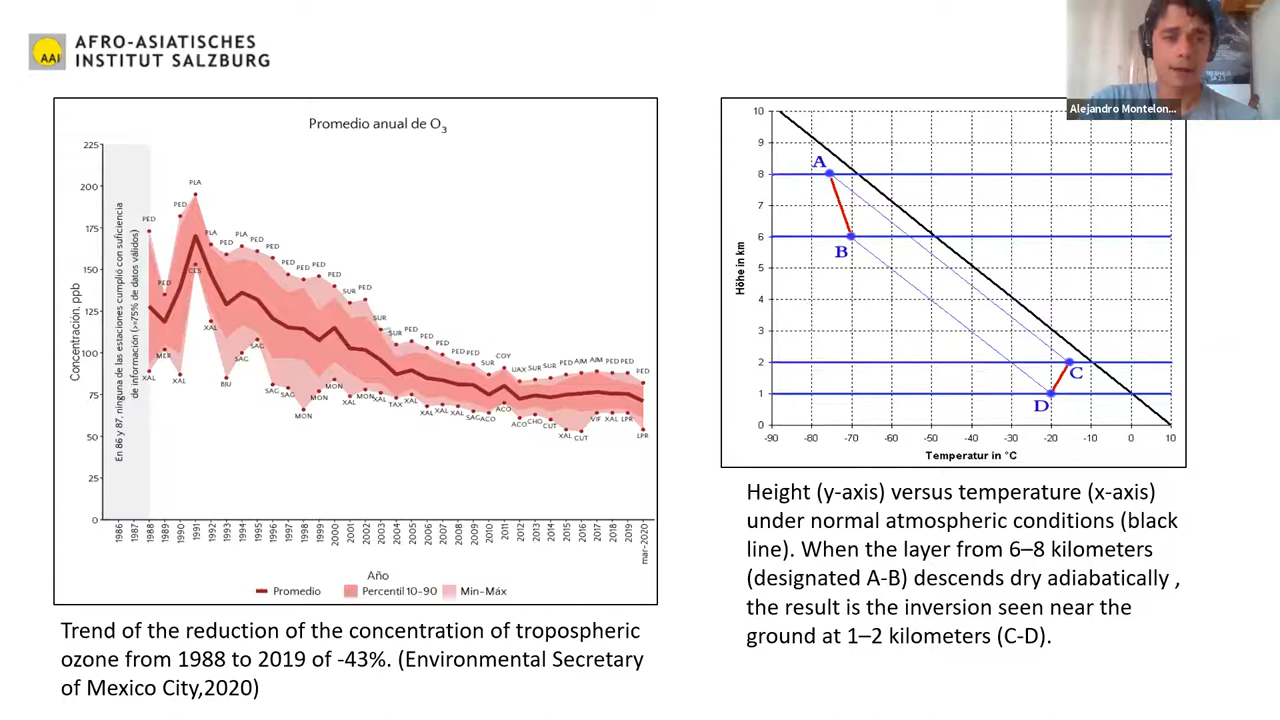 AAI
AFRO-ASIATISCHES
INSTITUT SALZBURG
Alejandro Montelon...
Promedio anual de O3
Concentración, ppb
225
200
175
150
125
100
75
50
25
0
En 86 y 87, ninguna de las estaciones cumplió con suficiencia
de información (>=75% de datos válidos)
PED
PED
PED
PLA
PLA
PED
PLA
PED
PED
PED
PED
PED
PED
SUR
PED
SUR
SUR
PED
PED
PED
PED
PED
SUR
COY
UAX
SUR
SUR
PED
AJM
AJM
PED
PED
PED
XAL
MER
XAL
CES
XAL
BJU
SAG
SAG
SAG
SAG
MON
MON
MON
XAL
MON
XAL
TAX
XAL
XAL
XAL
XAL
SAG
ACO
ACO
ACO
CHO
CUT
XAL
CUT
VIF
XAL
LPR
LPR
1986
1987
1988
1989
1990
1991
1992
1993
1994
1995
1996
1997
1998
1999
2000
2001
2002
2003
2004
2005
2006
2007
2008
2009
2010
2011
2012
2013
2014
2015
2016
2017
2018
2019
mar-2020
Año
Promedio
Percentil 10-90
Min-Máx
Trend of the reduction of the concentration of tropospheric
ozone from 1988 to 2019 of -43%. (Environmental Secretary
of Mexico City,2020)
Höhe in km
10
9
8
7
6
5
4
3
2
1
0
A
B
C
D
-90
-80
-70
-60
-50
-40
-30
-20
-10
0
10
Temperatur in °C
Height (y-axis) versus temperature (x-axis)
under normal atmospheric conditions (black
line). When the layer from 6–8 kilometers
(designated A-B) descends dry adiabatically ,
the result is the inversion seen near the
ground at 1–2 kilometers (C-D).